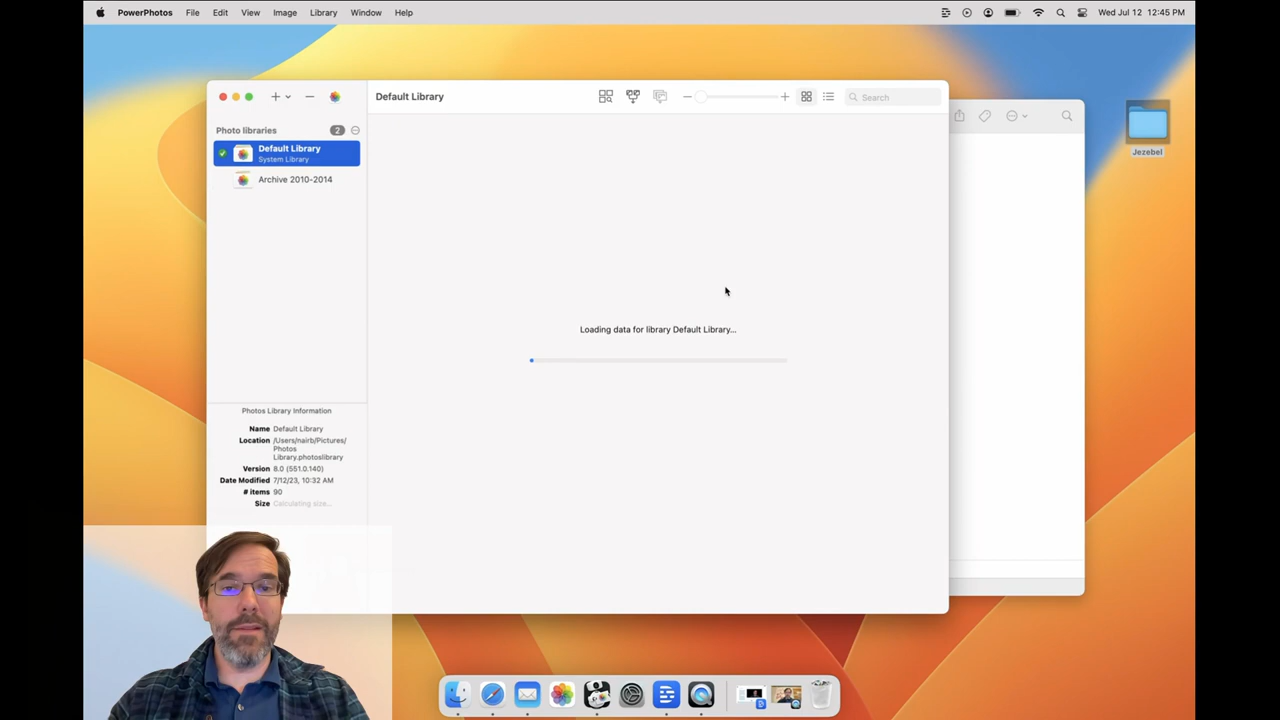 PowerPhotos File Edit View Image Library Window Help
Wed Jul 12 12:45 PM
Default Library
Search
Photo libraries 2
Default Library
System Library
Archive 2010-2014
Jezebel
Loading data for library Default Library...
Photos Library Information
Name Default Library
Location /Users/nairb/Pictures/
Photos
Library.photoslibrary
Version 8.0 (551.0.140)
Date Modified 7/12/23, 10:32 AM
# items 90
Size Calculating size...